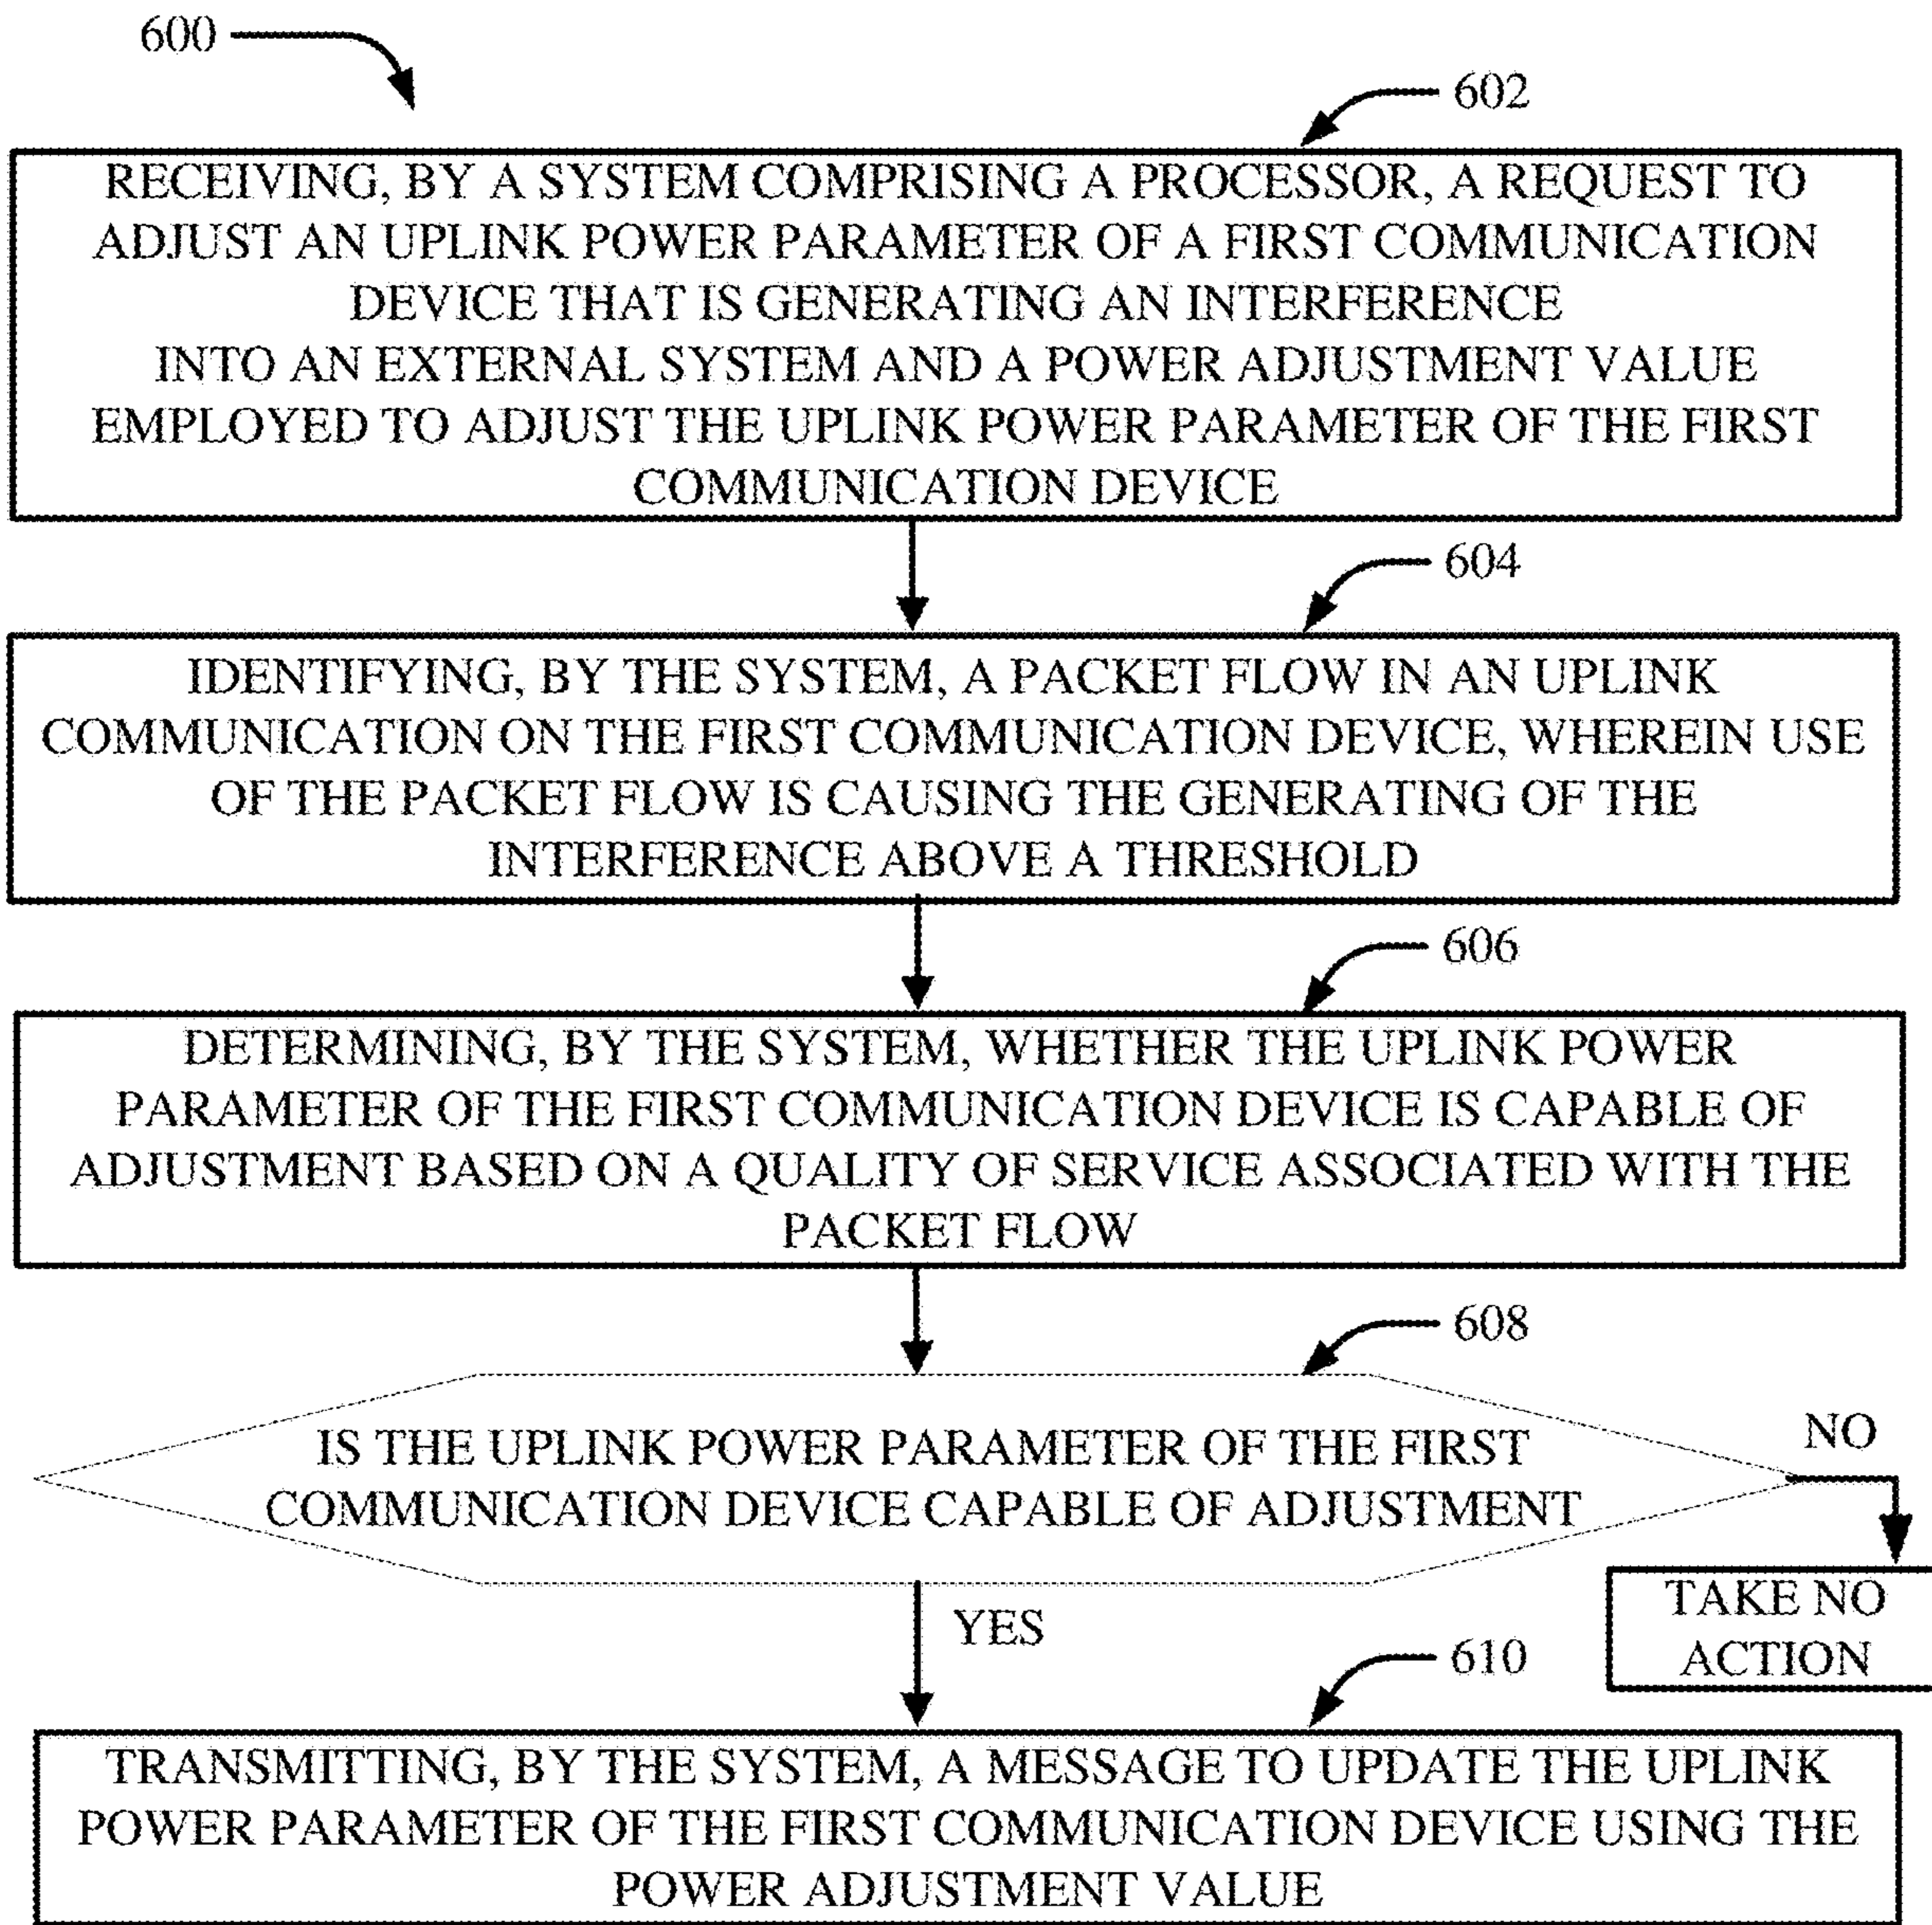 600
602
RECEIVING, BY A SYSTEM COMPRISING A PROCESSOR, A REQUEST TO
ADJUST AN UPLINK POWER PARAMETER OF A FIRST COMMUNICATION
DEVICE THAT IS GENERATING AN INTERFERENCE
INTO AN EXTERNAL SYSTEM AND A POWER ADJUSTMENT VALUE
EMPLOYED TO ADJUST THE UPLINK POWER PARAMETER OF THE FIRST
COMMUNICATION DEVICE
604
IDENTIFYING, BY THE SYSTEM, A PACKET FLOW IN AN UPLINK
COMMUNICATION ON THE FIRST COMMUNICATION DEVICE, WHEREIN USE
OF THE PACKET FLOW IS CAUSING THE GENERATING OF THE
INTERFERENCE ABOVE A THRESHOLD
606
DETERMINING, BY THE SYSTEM, WHETHER THE UPLINK POWER
PARAMETER OF THE FIRST COMMUNICATION DEVICE IS CAPABLE OF
ADJUSTMENT BASED ON A QUALITY OF SERVICE ASSOCIATED WITH THE
PACKET FLOW
608
IS THE UPLINK POWER PARAMETER OF THE FIRST
COMMUNICATION DEVICE CAPABLE OF ADJUSTMENT
NO
TAKE NO
ACTION
YES
610
TRANSMITTING, BY THE SYSTEM, A MESSAGE TO UPDATE THE UPLINK
POWER PARAMETER OF THE FIRST COMMUNICATION DEVICE USING THE
POWER ADJUSTMENT VALUE